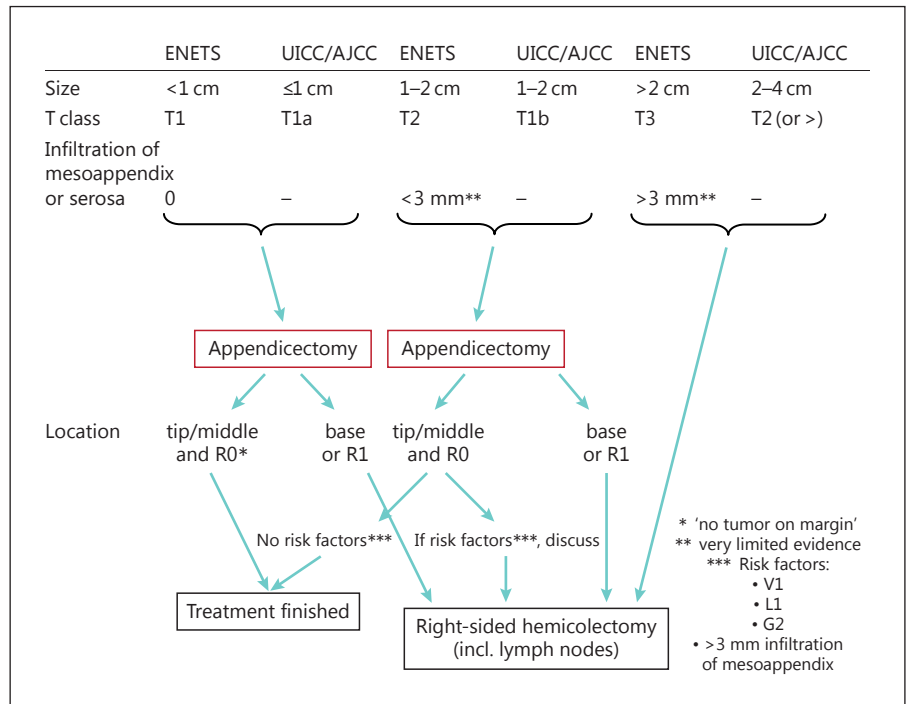 ENETS UICC/AJCC ENETS UICC/AJCC ENETS UICC/AJCC
Size <1 cm ≤1 cm 1–2 cm 1–2 cm >2 cm 2–4 cm
T class T1 T1a T2 T1b T3 T2 (or >)
Infiltration of
mesoappendix
or serosa 0 – <3 mm** – >3 mm** –
Appendicectomy Appendicectomy
Location tip/middle base tip/middle base
and R0* or R1 and R0 or R1
No risk factors*** If risk factors***, discuss
Treatment finished
Right-sided hemicolectomy
(incl. lymph nodes)
* 'no tumor on margin'
** very limited evidence
*** Risk factors:
• V1
• L1
• G2
• >3 mm infiltration
of mesoappendix